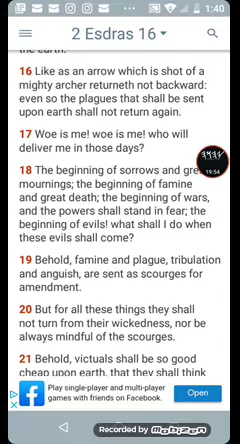 1:40
2 Esdras 16
the earth.
16 Like as an arrow which is shot of a
mighty archer returneth not backward:
even so the plagues that shall be sent
upon earth shall not return again.
17 Woe is me! woe is me! who will
deliver me in those days?
18 The beginning of sorrows and gre
mournings; the beginning of famine
and great death; the beginning of wars,
and the powers shall stand in fear; the
beginning of evils! what shall I do when
these evils shall come?
19:54
19 Behold, famine and plague, tribulation
and anguish, are sent as scourges for
amendment.
20 But for all these things they shall
not turn from their wickedness, nor be
always mindful of the scourges.
21 Behold, victuals shall be so good
cheap upon earth, that they shall think
Play single-player and multi-player
games with friends on Facebook.
Open
Recorded by Mobizen